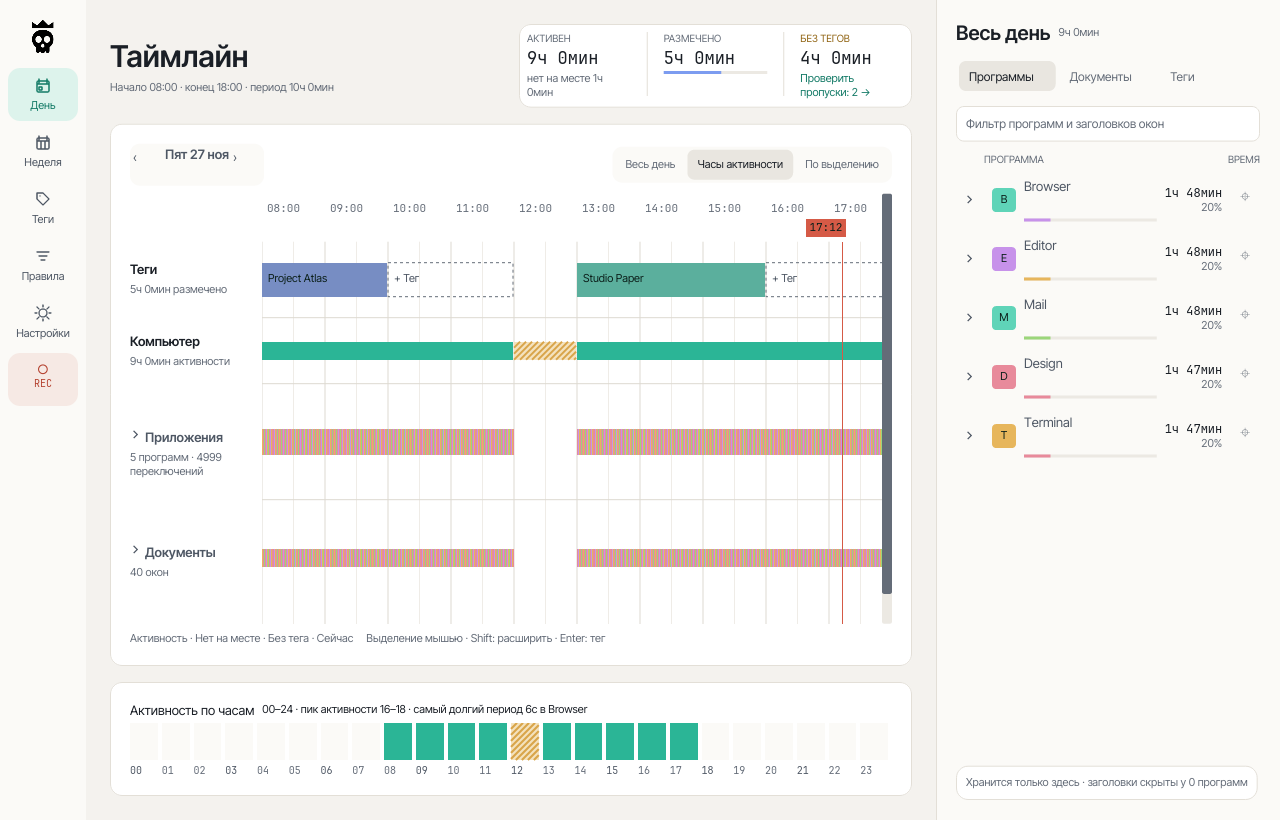 День
Неделя
Теги
Правила
Настройки
REC
Таймлайн
Начало 08:00 · конец 18:00 · период 10ч 0мин
АКТИВЕН
9ч 0мин
нет на месте 1ч
0мин
РАЗМЕЧЕНО
5ч 0мин
БЕЗ ТЕГОВ
4ч 0мин
Проверить
пропуски: 2 →
‹ Пят 27 ноя ›
Весь день Часы активности По выделению
08:00 09:00 10:00 11:00 12:00 13:00 14:00 15:00 16:00 17:00
17:12
Теги
5ч 0мин размечено
Project Atlas + Тег Studio Paper + Тег
Компьютер
9ч 0мин активности
Приложения
5 программ · 4999
переключений
Документы
40 окон
Активность · Нет на месте · Без тега · Сейчас Выделение мышью · Shift: расширить · Enter: тег
Активность по часам 00–24 · пик активности 16–18 · самый долгий период 6с в Browser
00 01 02 03 04 05 06 07 08 09 10 11 12 13 14 15 16 17 18 19 20 21 22 23
Весь день 9ч 0мин
Программы Документы Теги
Фильтр программ и заголовков окон
ПРОГРАММА ВРЕМЯ
B Browser 1ч 48мин
20%
E Editor 1ч 48мин
20%
M Mail 1ч 48мин
20%
D Design 1ч 47мин
20%
T Terminal 1ч 47мин
20%
Хранится только здесь · заголовки скрыты у 0 программ